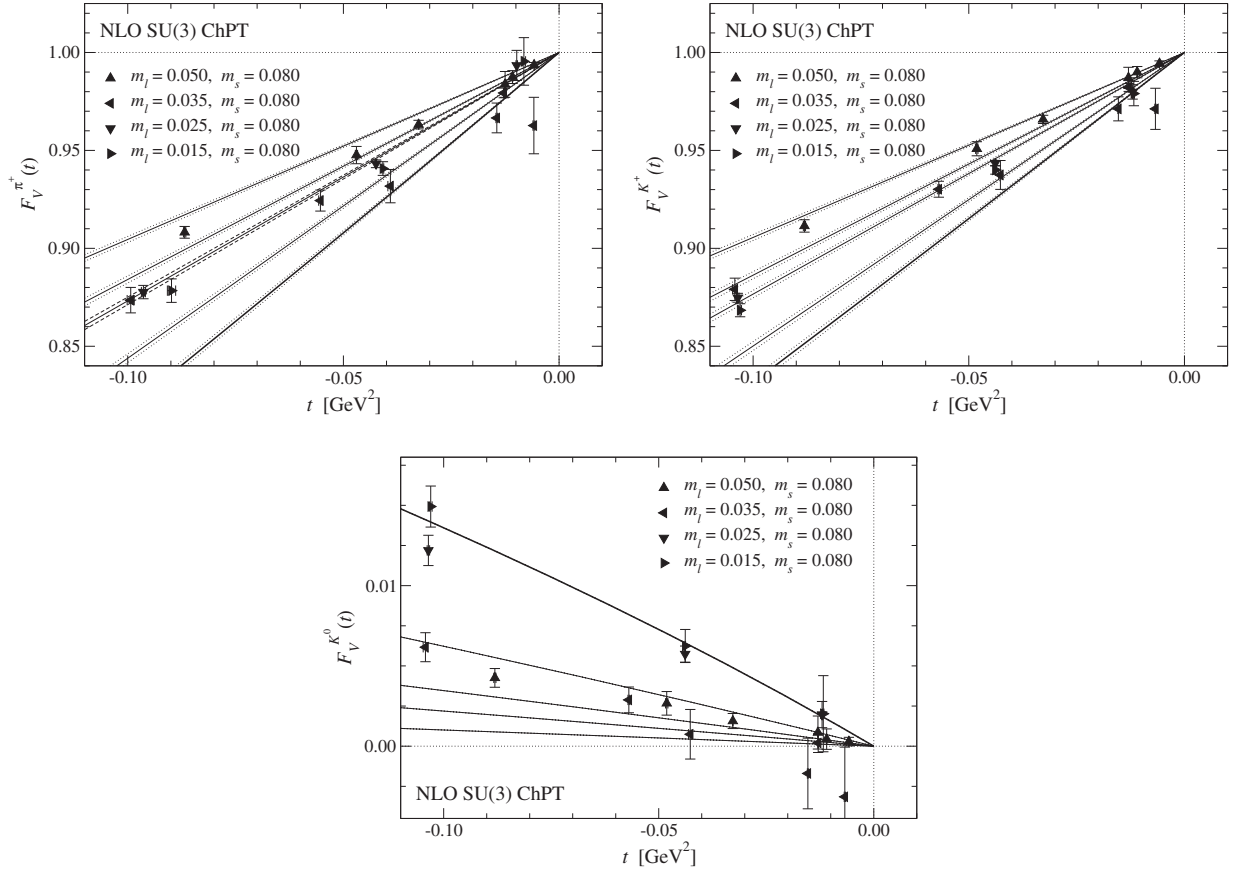 NLO SU(3) ChPT
m_l = 0.050, m_s = 0.080
m_l = 0.035, m_s = 0.080
m_l = 0.025, m_s = 0.080
m_l = 0.015, m_s = 0.080
1.00
0.95
0.90
0.85
F_V^{π^+}(t)
-0.10 -0.05 0.00
t [GeV^2]
NLO SU(3) ChPT
m_l = 0.050, m_s = 0.080
m_l = 0.035, m_s = 0.080
m_l = 0.025, m_s = 0.080
m_l = 0.015, m_s = 0.080
1.00
0.95
0.90
0.85
F_V^{K^+}(t)
-0.10 -0.05 0.00
t [GeV^2]
m_l = 0.050, m_s = 0.080
m_l = 0.035, m_s = 0.080
m_l = 0.025, m_s = 0.080
m_l = 0.015, m_s = 0.080
0.01
0.00
F_V^{K^0}(t)
NLO SU(3) ChPT
-0.10 -0.05 0.00
t [GeV^2]